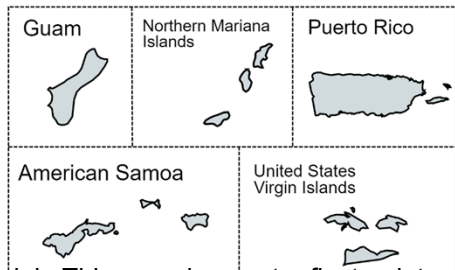 Guam
Northern Mariana
Islands
Puerto Rico
American Samoa
United States
Virgin Islands